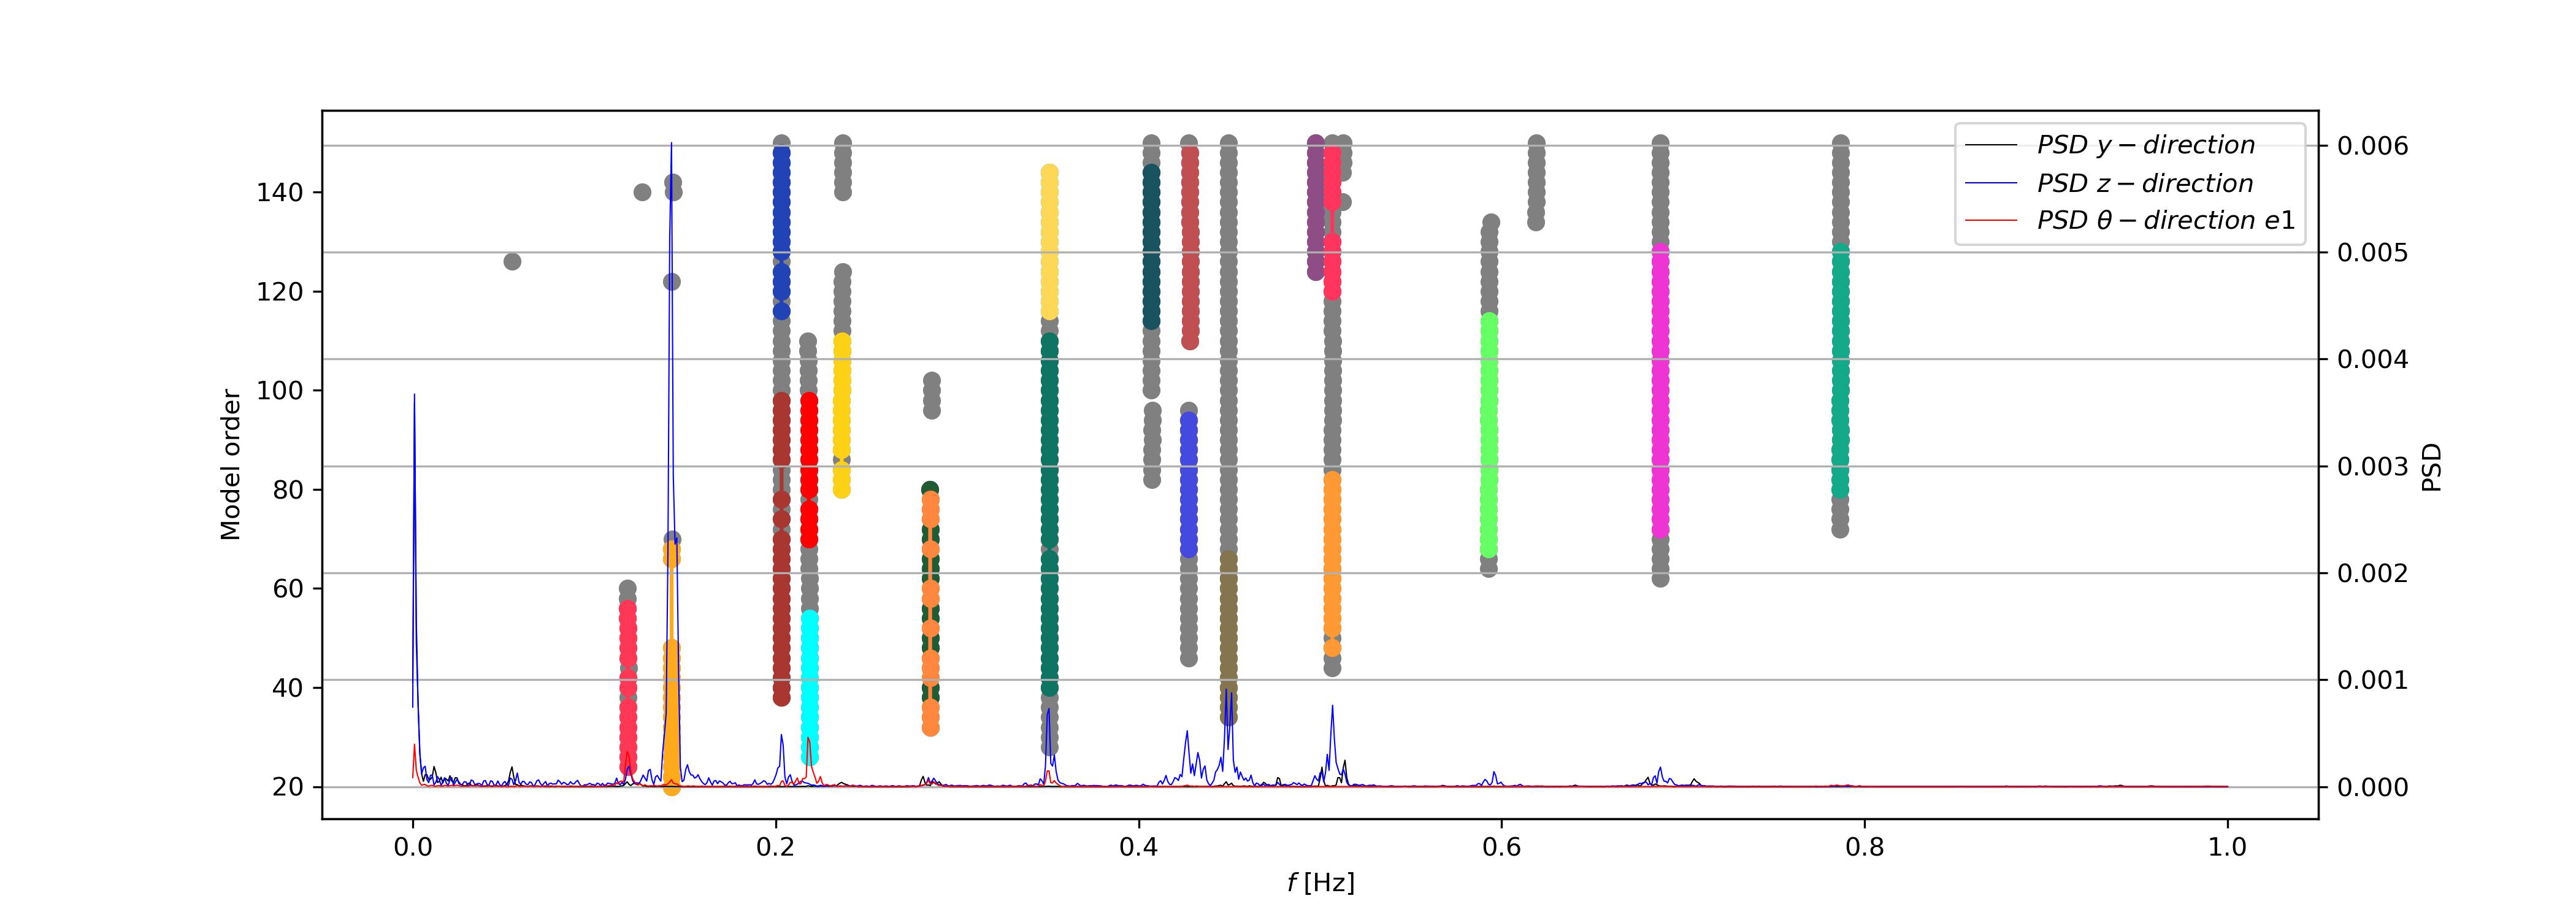 PSD y − direction
PSD z − direction
PSD θ − direction e1
140
120
100
80
60
40
20
Model order
0.006
0.005
0.004
0.003
0.002
0.001
0.000
PSD
0.0 0.2 0.4 0.6 0.8 1.0
f [Hz]